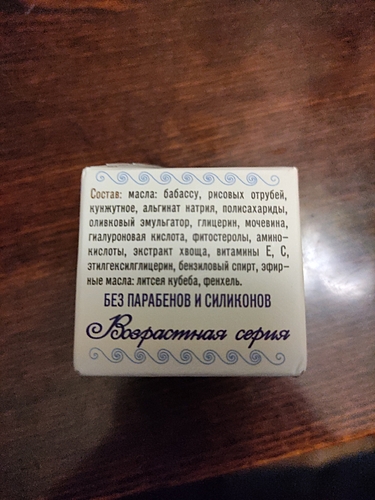 Состав: масла: бабассу, рисовых отрубей,
кунжутное, альгинат натрия, полисахариды,
оливковый эмульгатор, глицерин, мочевина,
гиалуроновая кислота, фитостеролы, амино-
кислоты, экстракт хвоща, витамины Е, С,
этилгексилглицерин, бензиловый спирт, эфир-
ные масла: литсея кубеба, фенхель.
БЕЗ ПАРАБЕНОВ И СИЛИКОНОВ
Возрастная серия